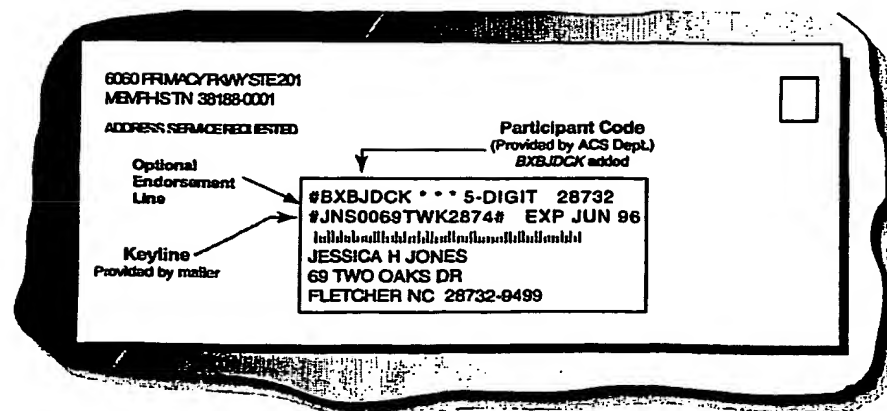 6060 PRIMACY PKWY STE 201
MEMPHIS TN 38188-0001
ADDRESS SERVICE REQUESTED
Participant Code
(Provided by ACS Dept.)
BXBJDCK added
Optional
Endorsement
Line
#BXBJDCK * * * 5-DIGIT 28732
#JNS0069TWK2874# EXP JUN 96
Keyline
Provided by mailer
JESSICA H JONES
69 TWO OAKS DR
FLETCHER NC 28732-9499